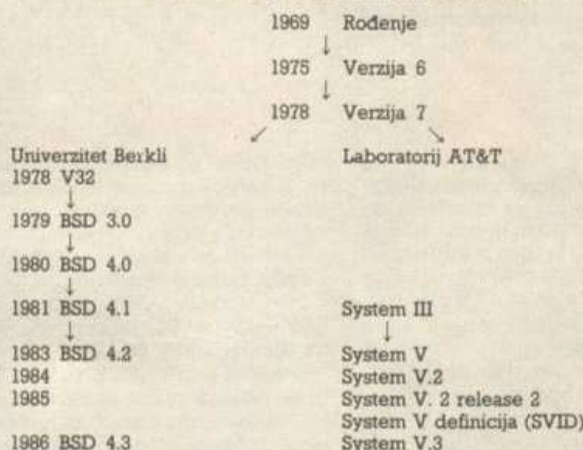 1969 Rođenje
↓
1975 Verzija 6
↓
1978 Verzija 7
↙ ↘
Univerzitet Berkli Laboratorij AT&T
1978 V32
↓
1979 BSD 3.0
↓
1980 BSD 4.0
↓
1981 BSD 4.1 System III
↓ ↓
1983 BSD 4.2 System V
1984 System V.2
1985 System V. 2 release 2
System V definicija (SVID)
1986 BSD 4.3 System V.3